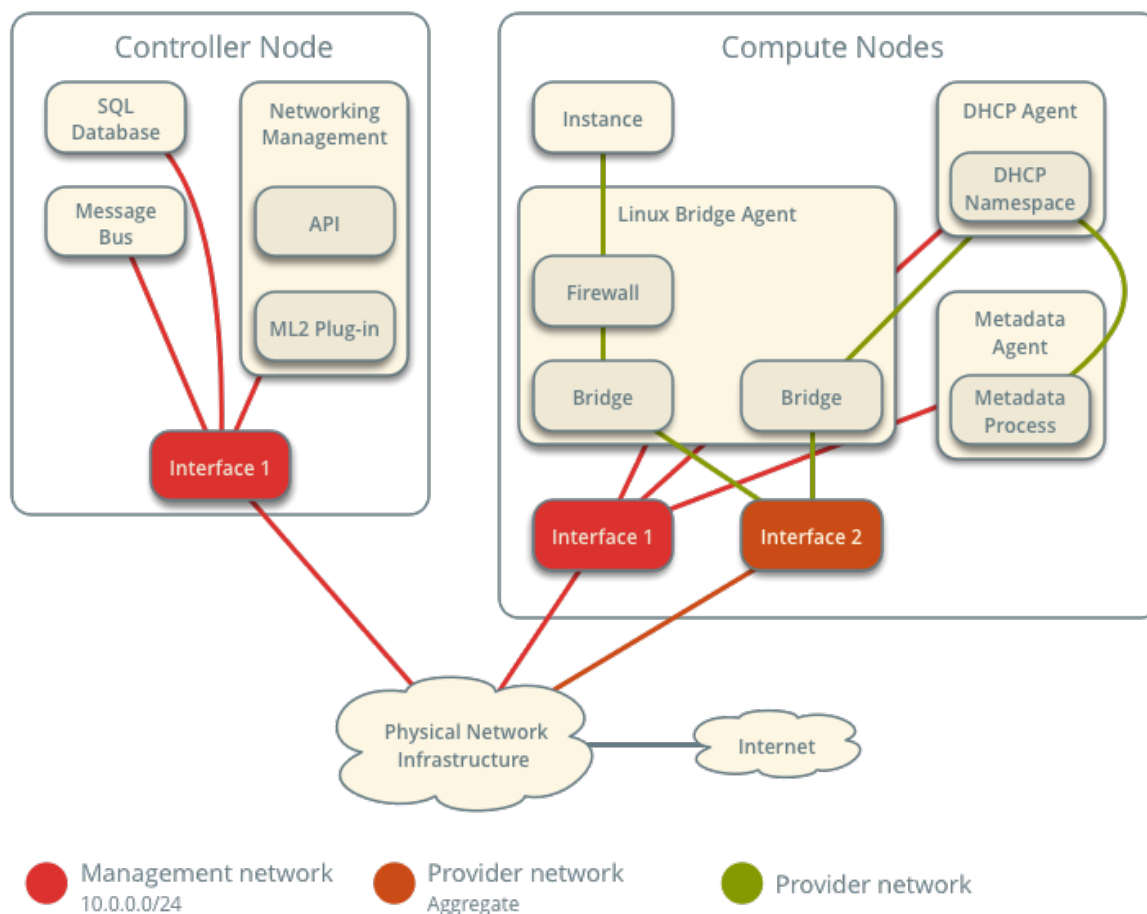 Controller Node
SQL
Database
Networking
Management
Message
Bus
API
ML2 Plug-in
Interface 1
Compute Nodes
Instance
DHCP Agent
DHCP
Namespace
Linux Bridge Agent
Firewall
Metadata
Agent
Bridge
Bridge
Metadata
Process
Interface 1
Interface 2
Physical Network
Infrastructure
Internet
Management network
10.0.0.0/24
Provider network
Aggregate
Provider network